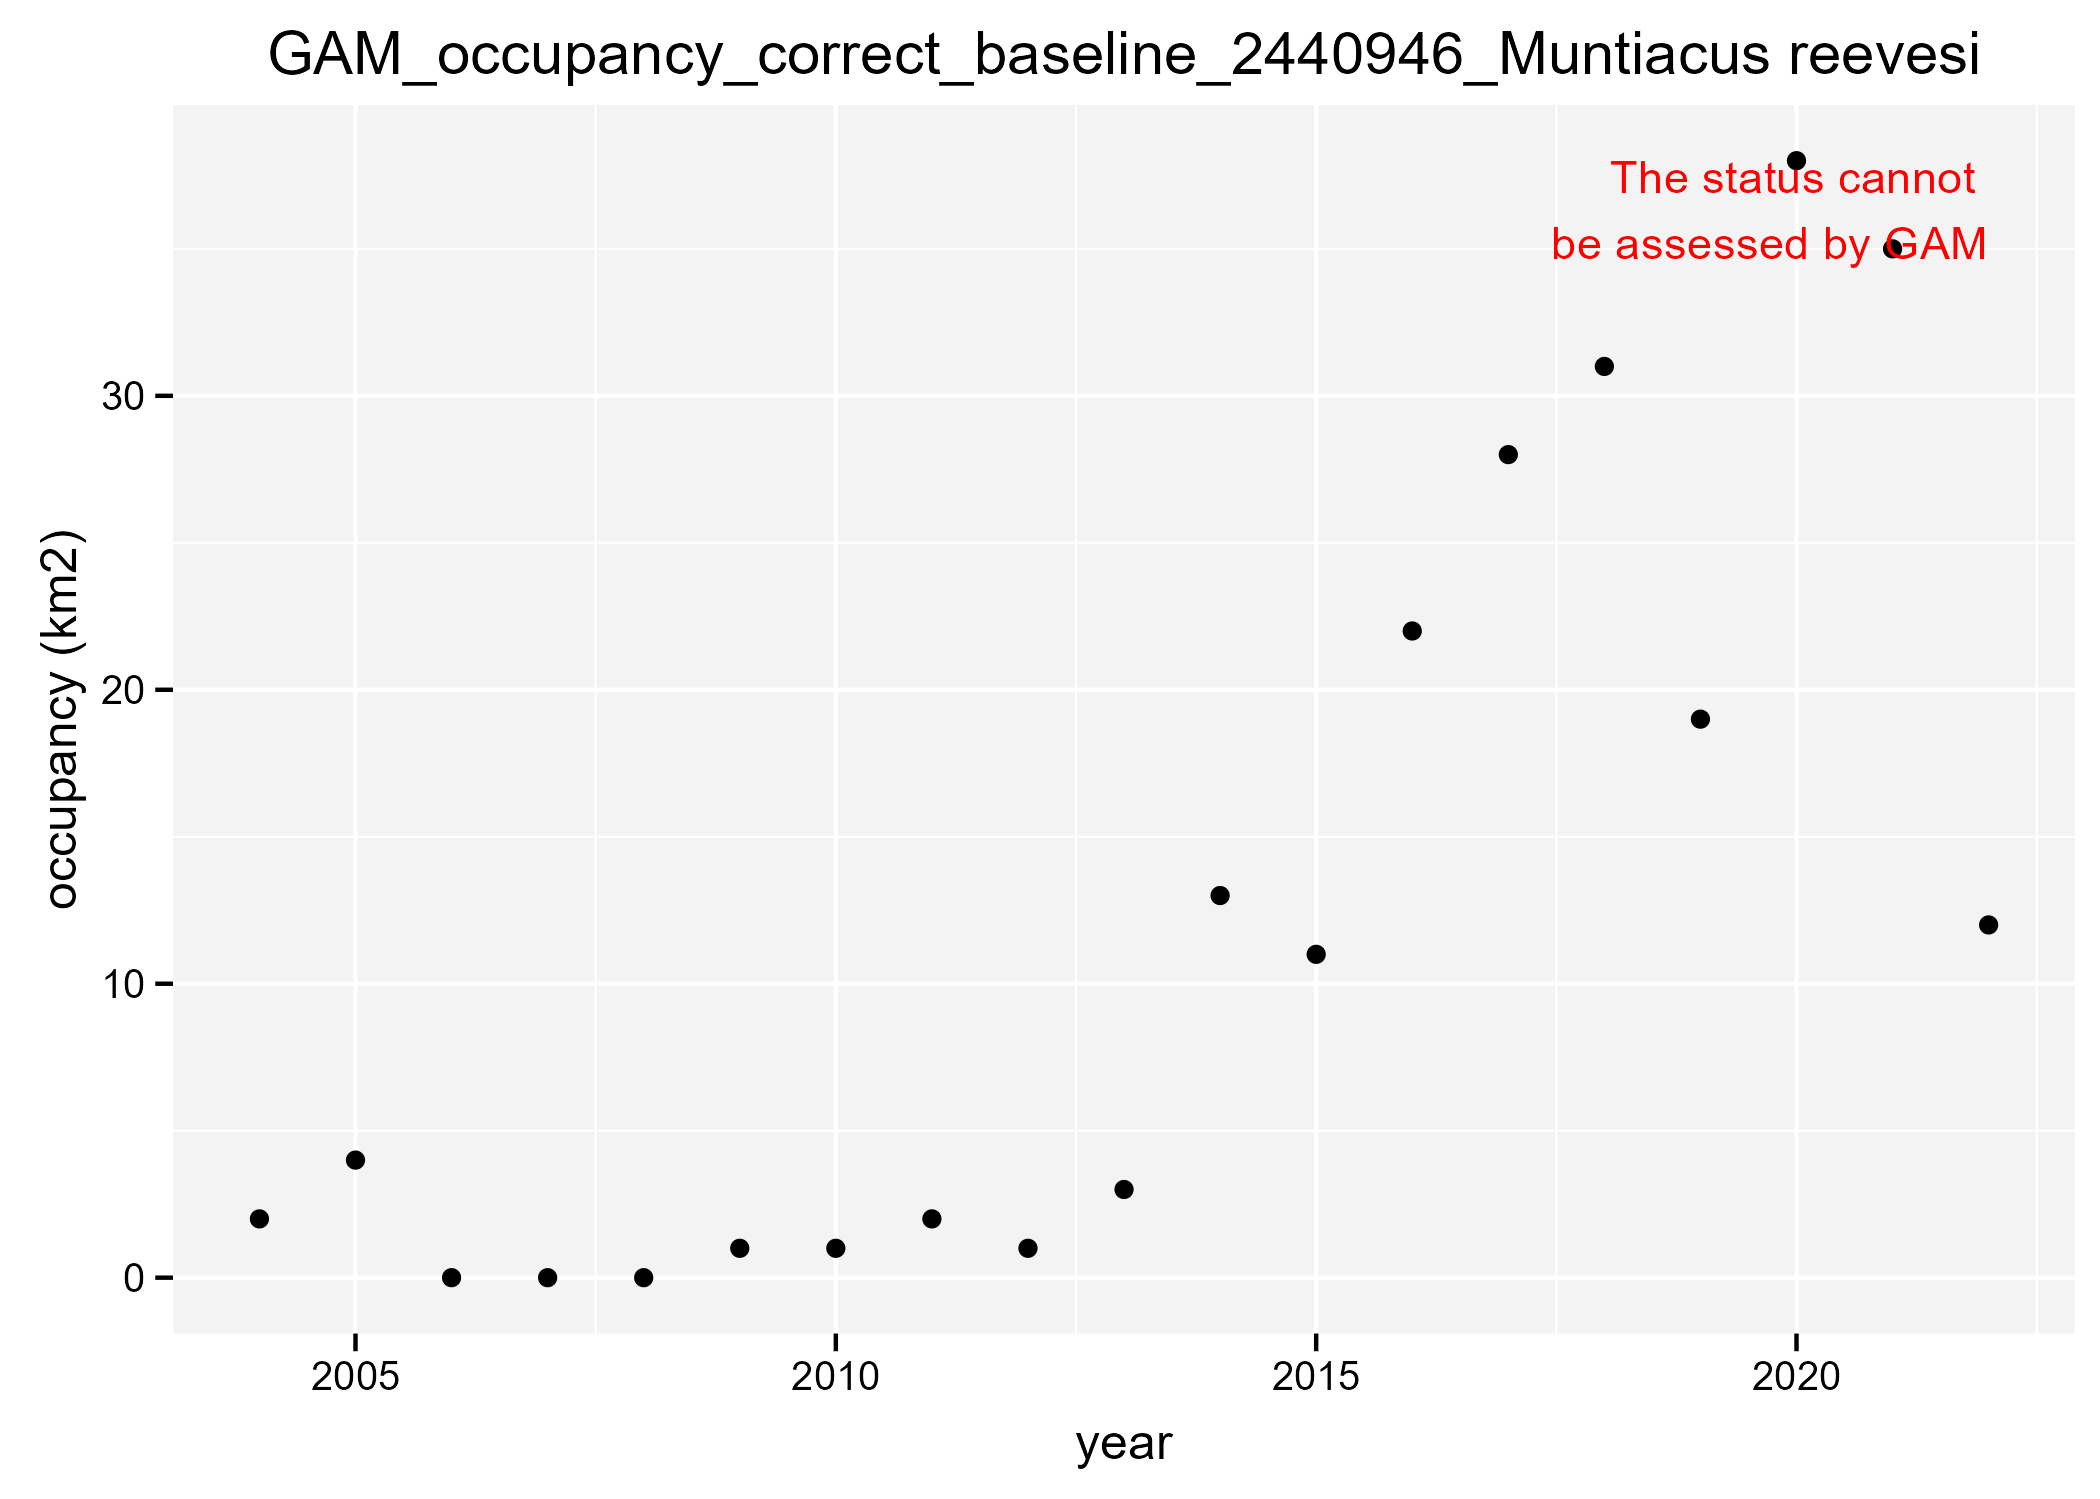 GAM_occupancy_correct_baseline_2440946_Muntiacus reevesi
The status cannot
be assessed by GAM
30
20
10
0
occupancy (km2)
2005 2010 2015 2020
year